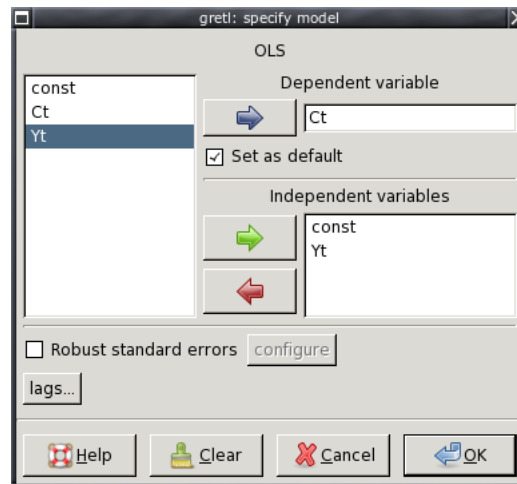 gretl: specify model
OLS
const
Ct
Yt
Dependent variable
Ct
Set as default
Independent variables
const
Yt
Robust standard errors configure
lags...
Help Clear Cancel OK